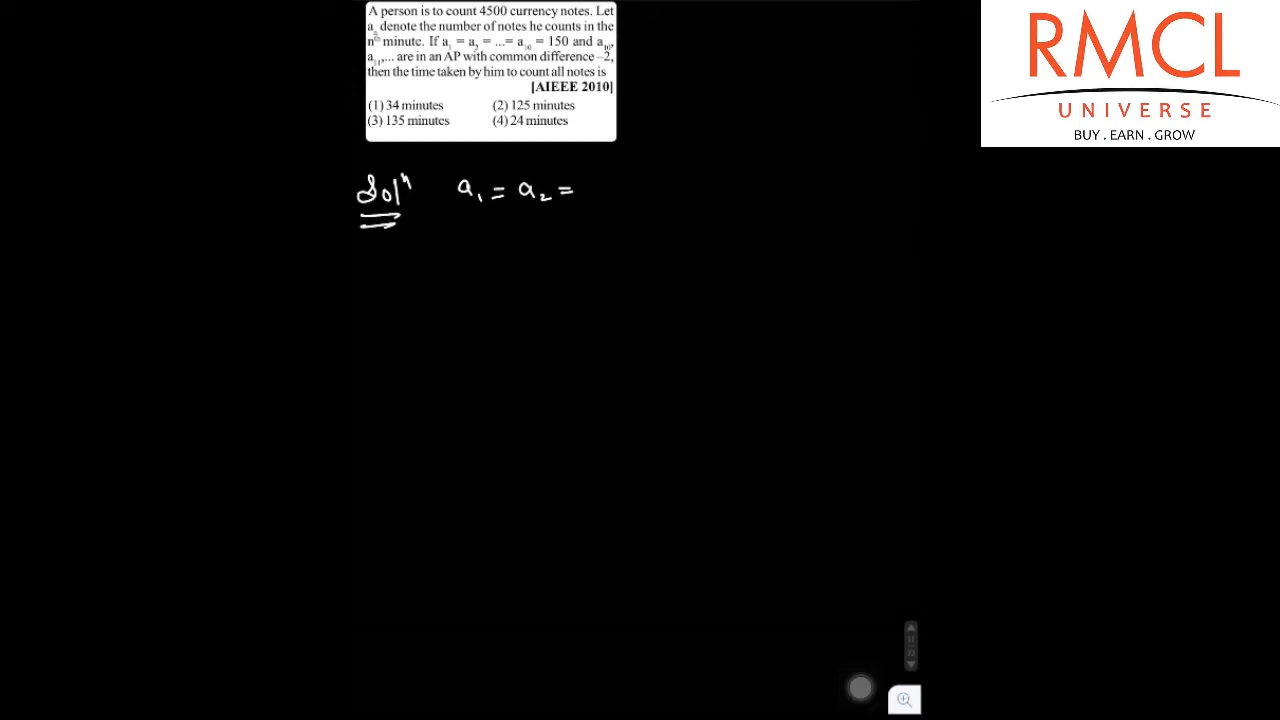 A person is to count 4500 currency notes. Let
aₙ denote the number of notes he counts in the
nᵗʰ minute. If a₁ = a₂ = ...= a₁₀ = 150 and a₁₀,
a₁₁,... are in an AP with common difference –2,
then the time taken by him to count all notes is
[AIEEE 2010]
(1) 34 minutes (2) 125 minutes
(3) 135 minutes (4) 24 minutes
Solⁿ a₁ = a₂ =
RMCL
UNIVERSE
BUY . EARN . GROW